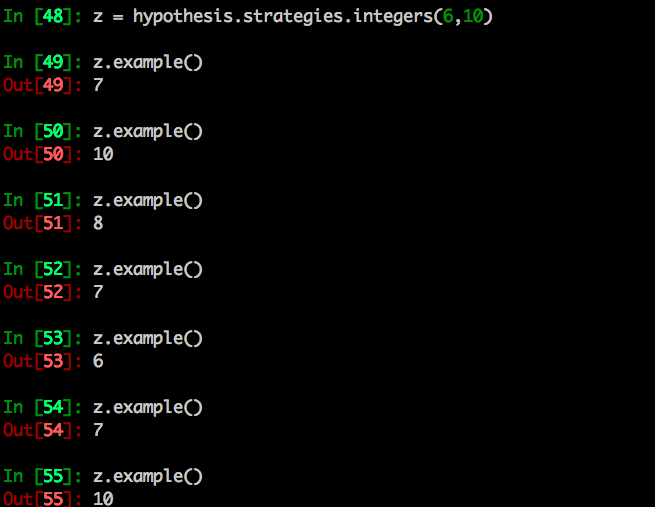 In [48]: z = hypothesis.strategies.integers(6,10)
In [49]: z.example()
Out[49]: 7
In [50]: z.example()
Out[50]: 10
In [51]: z.example()
Out[51]: 8
In [52]: z.example()
Out[52]: 7
In [53]: z.example()
Out[53]: 6
In [54]: z.example()
Out[54]: 7
In [55]: z.example()
Out[55]: 10